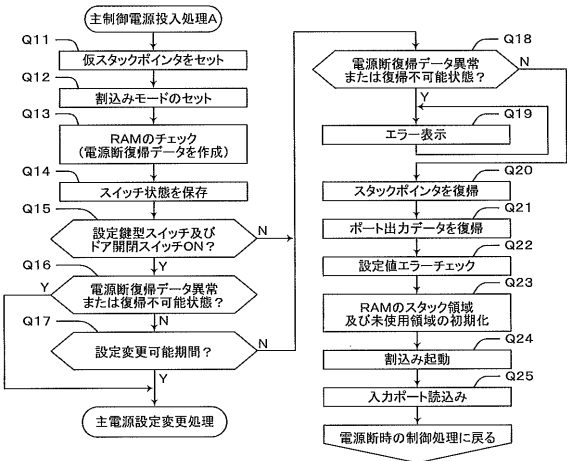 主制御電源投入処理A
Q11
仮スタックポインタをセット
Q12
割込みモードのセット
Q13
RAMのチェック
(電源断復帰データを作成)
Q14
スイッチ状態を保存
Q15
設定鍵型スイッチ及び
ドア開閉スイッチON?
N
Y
Q16
電源断復帰データ異常
または復帰不可能状態?
Y
N
Q17
設定変更可能期間?
N
Y
主電源設定変更処理
Q18
電源断復帰データ異常
または復帰不可能状態?
N
Y
Q19
エラー表示
Q20
スタックポインタを復帰
Q21
ポート出力データを復帰
Q22
設定値エラーチェック
Q23
RAMのスタック領域
及び未使用領域の初期化
Q24
割込み起動
Q25
入力ポート読込み
電源断時の制御処理に戻る